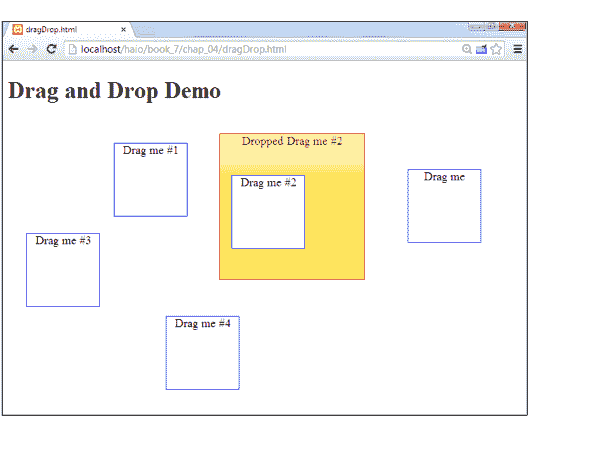 dragDrop.html
localhost/haio/book_7/chap_04/dragDrop.html
Drag and Drop Demo
Dropped Drag me #2
Drag me #1
Drag me
Drag me #2
Drag me #3
Drag me #4